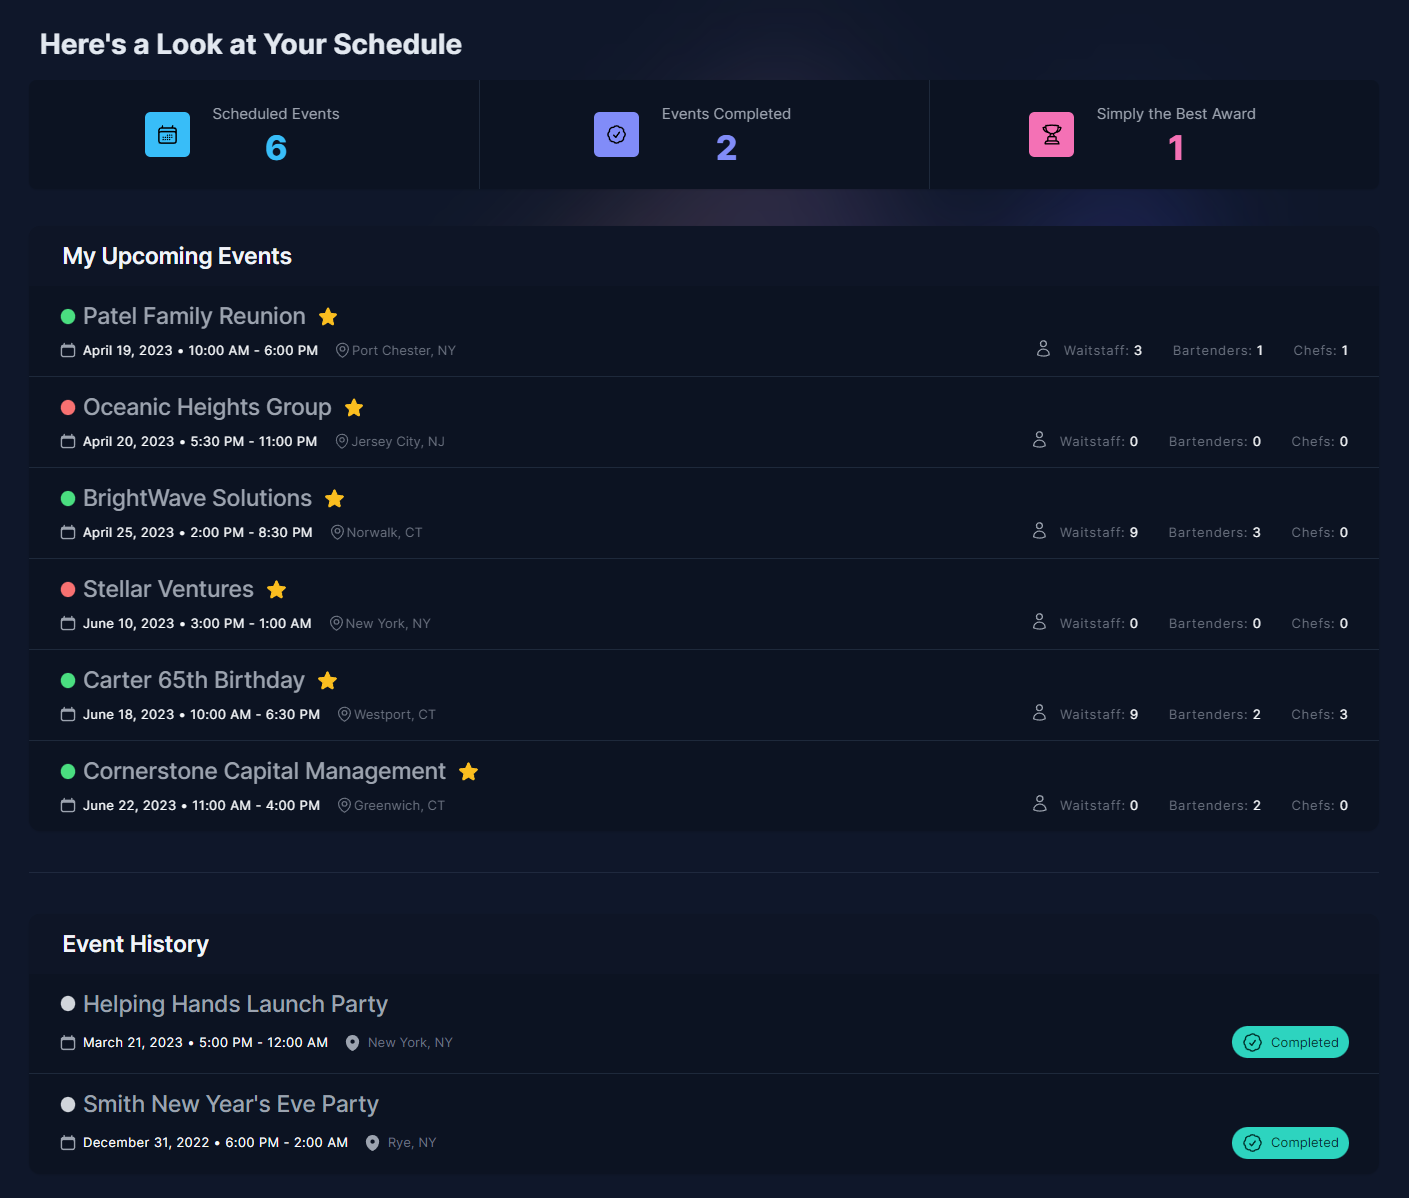 Here's a Look at Your Schedule
Scheduled Events
6
Events Completed
2
Simply the Best Award
1
My Upcoming Events
Patel Family Reunion
April 19, 2023 • 10:00 AM - 6:00 PM Port Chester, NY Waitstaff: 3 Bartenders: 1 Chefs: 1
Oceanic Heights Group
April 20, 2023 • 5:30 PM - 11:00 PM Jersey City, NJ Waitstaff: 0 Bartenders: 0 Chefs: 0
BrightWave Solutions
April 25, 2023 • 2:00 PM - 8:30 PM Norwalk, CT Waitstaff: 9 Bartenders: 3 Chefs: 0
Stellar Ventures
June 10, 2023 • 3:00 PM - 1:00 AM New York, NY Waitstaff: 0 Bartenders: 0 Chefs: 0
Carter 65th Birthday
June 18, 2023 • 10:00 AM - 6:30 PM Westport, CT Waitstaff: 9 Bartenders: 2 Chefs: 3
Cornerstone Capital Management
June 22, 2023 • 11:00 AM - 4:00 PM Greenwich, CT Waitstaff: 0 Bartenders: 2 Chefs: 0
Event History
Helping Hands Launch Party
March 21, 2023 • 5:00 PM - 12:00 AM New York, NY Completed
Smith New Year's Eve Party
December 31, 2022 • 6:00 PM - 2:00 AM Rye, NY Completed